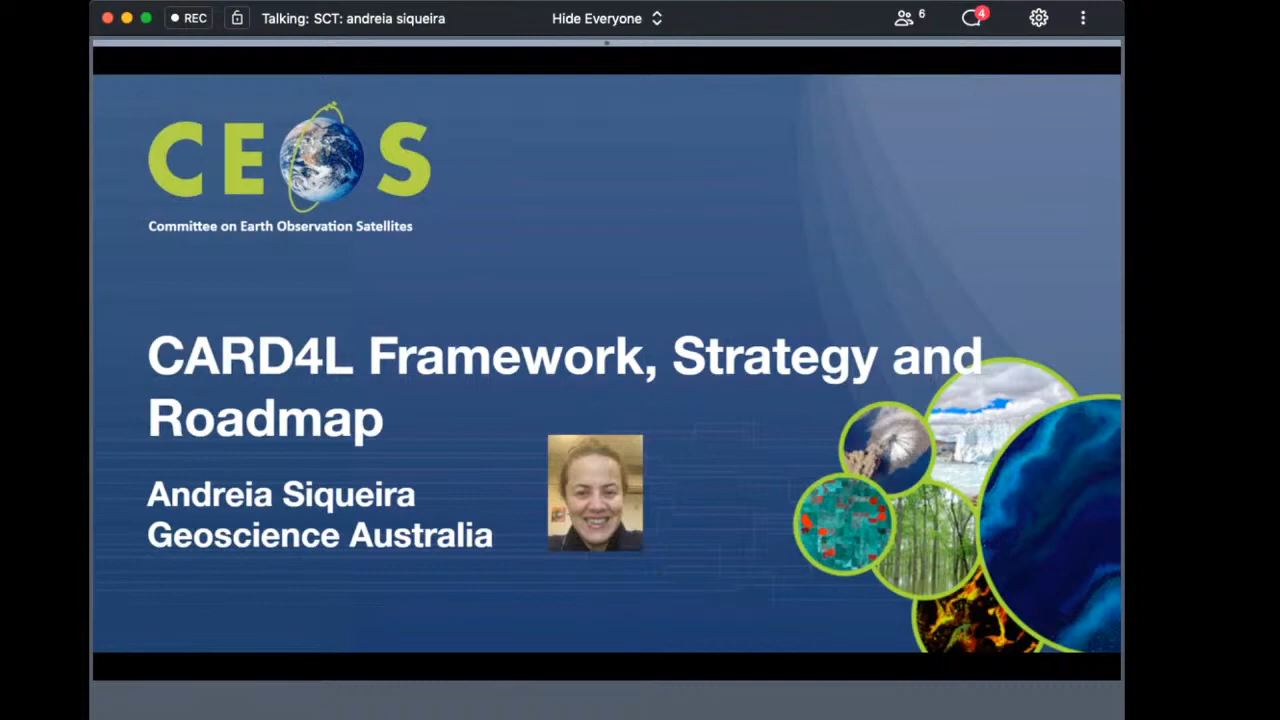 REC
Talking: SCT: andreia siqueira
Hide Everyone
6
4
CEOS
Committee on Earth Observation Satellites
CARD4L Framework, Strategy and
Roadmap
Andreia Siqueira
Geoscience Australia